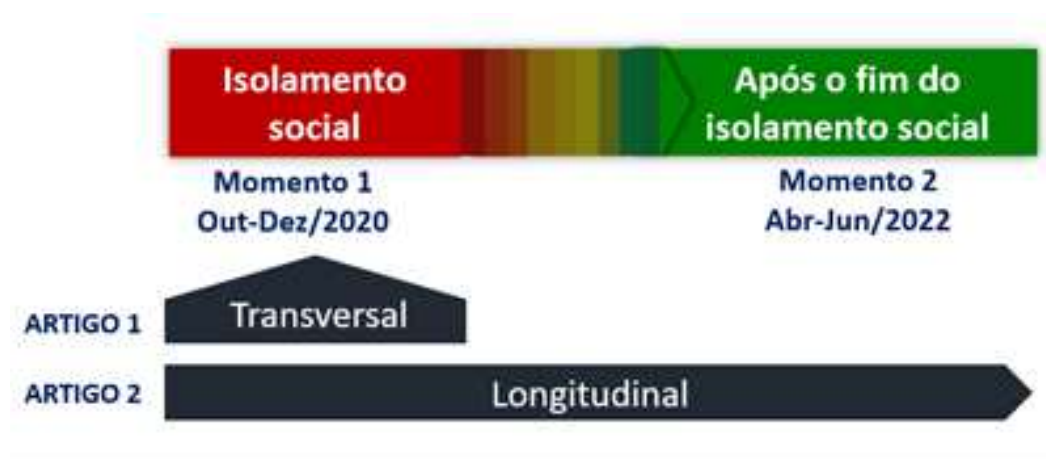 Isolamento
social
Após o fim do
isolamento social
Momento 1
Out-Dez/2020
Momento 2
Abr-Jun/2022
ARTIGO 1
Transversal
ARTIGO 2
Longitudinal